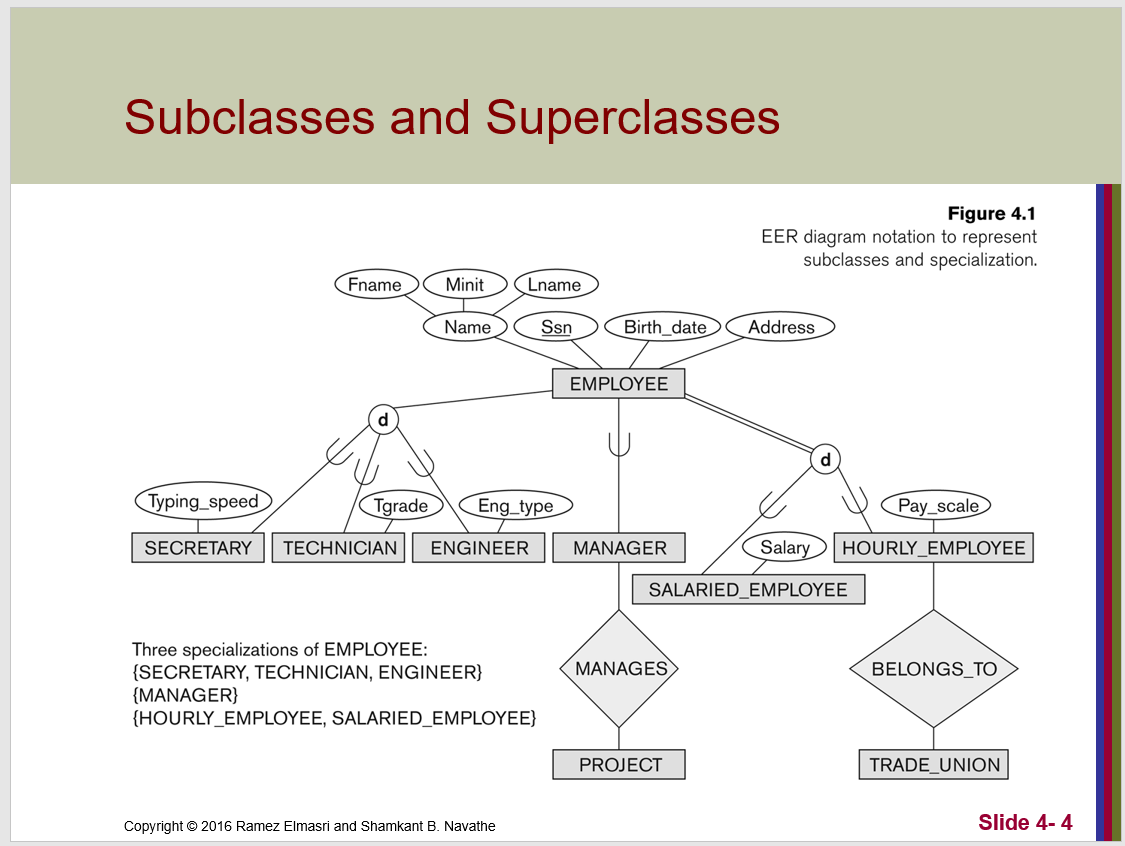 Subclasses and Superclasses
Figure 4.1
EER diagram notation to represent
subclasses and specialization.
Fname
Minit
Lname
Name
Ssn
Birth_date
Address
EMPLOYEE
d
d
Typing_speed
Tgrade
Eng_type
Pay_scale
SECRETARY
TECHNICIAN
ENGINEER
MANAGER
Salary
HOURLY_EMPLOYEE
SALARIED_EMPLOYEE
Three specializations of EMPLOYEE:
{SECRETARY, TECHNICIAN, ENGINEER}
{MANAGER}
{HOURLY_EMPLOYEE, SALARIED_EMPLOYEE}
MANAGES
BELONGS_TO
PROJECT
TRADE_UNION
Copyright © 2016 Ramez Elmasri and Shamkant B. Navathe
Slide 4- 4